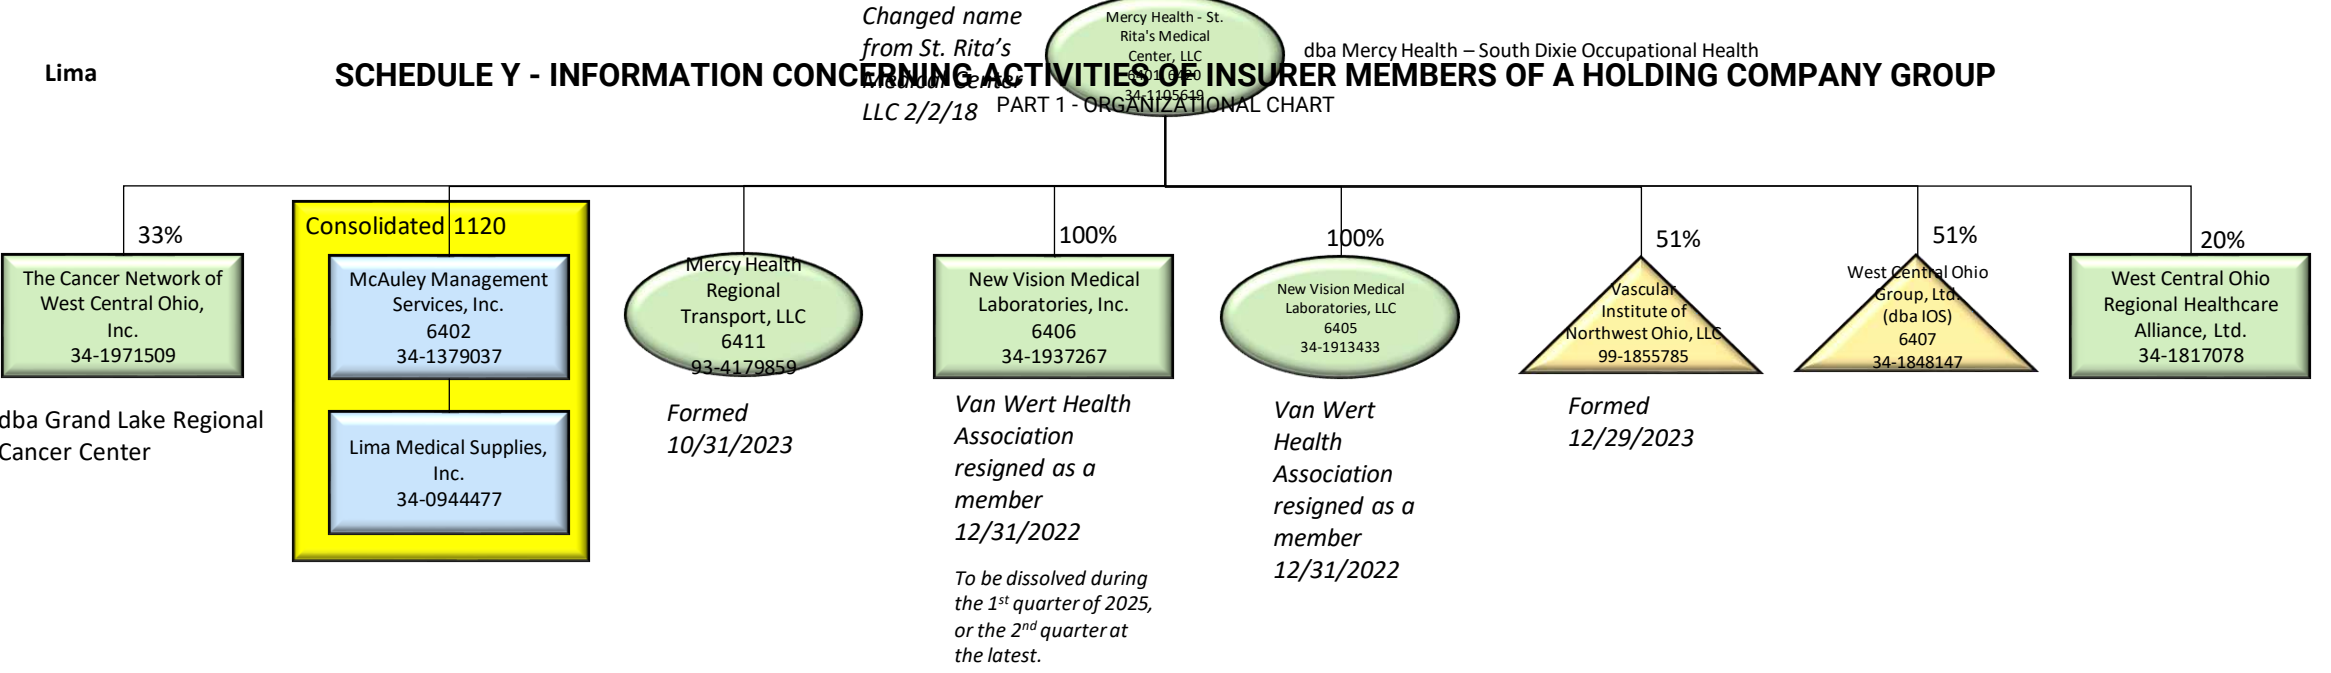 Changed name
from St. Rita’s
Medical Center
LLC 2/2/18
Mercy Health - St.
Rita's Medical
Center, LLC
6401, 6420
34-1105619
dba Mercy Health – South Dixie Occupational Health
Lima
SCHEDULE Y - INFORMATION CONCERNING ACTIVITIES OF INSURER MEMBERS OF A HOLDING COMPANY GROUP
PART 1 - ORGANIZATIONAL CHART
33%
The Cancer Network of
West Central Ohio,
Inc.
34-1971509
dba Grand Lake Regional
Cancer Center
Consolidated 1120
McAuley Management
Services, Inc.
6402
34-1379037
Lima Medical Supplies,
Inc.
34-0944477
Mercy Health
Regional
Transport, LLC
6411
93-4179859
Formed
10/31/2023
100%
New Vision Medical
Laboratories, Inc.
6406
34-1937267
Van Wert Health
Association
resigned as a
member
12/31/2022
To be dissolved during
the 1st quarter of 2025,
or the 2nd quarter at
the latest.
100%
New Vision Medical
Laboratories, LLC
6405
34-1913433
Van Wert
Health
Association
resigned as a
member
12/31/2022
51%
Vascular
Institute of
Northwest Ohio, LLC
99-1855785
Formed
12/29/2023
51%
West Central Ohio
Group, Ltd.
(dba IOS)
6407
34-1848147
20%
West Central Ohio
Regional Healthcare
Alliance, Ltd.
34-1817078